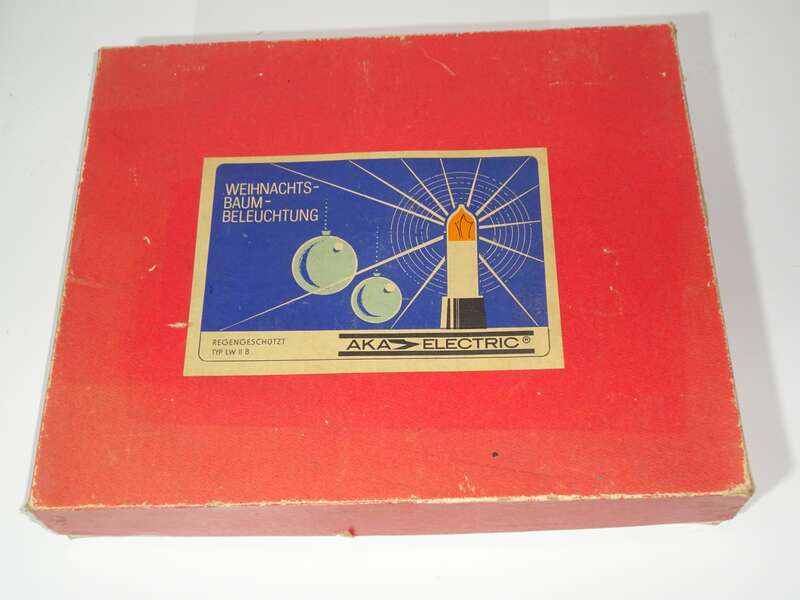 WEIHNACHTS-
BAUM-
BELEUCHTUNG
REGENGESCHÜTZT
TYP LW II B
AKA ELECTRIC®